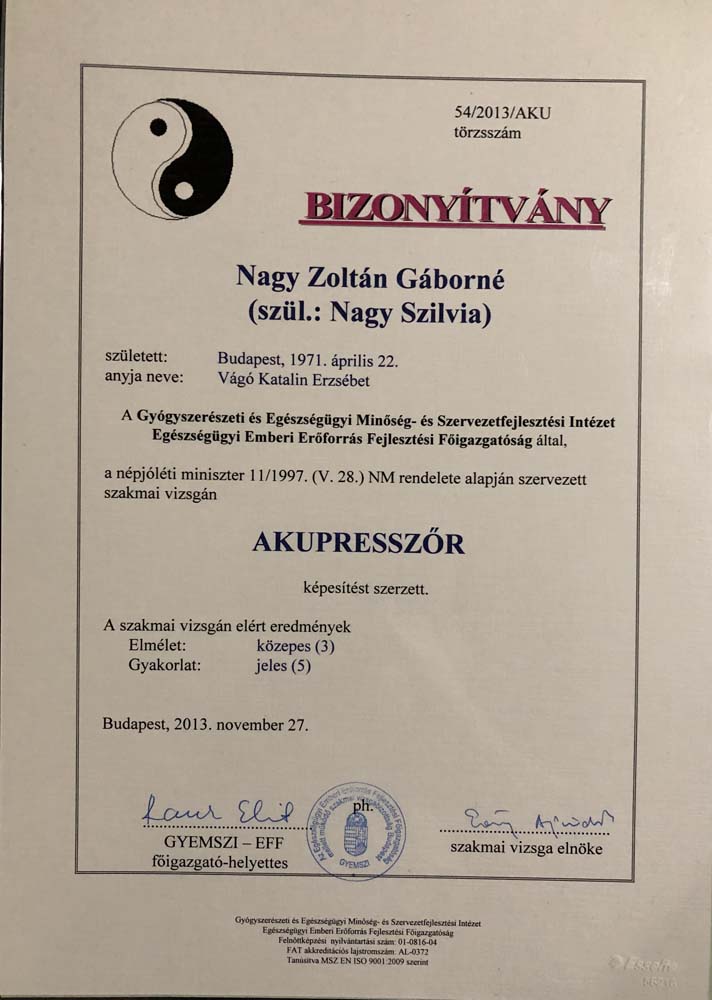 54/2013/AKU
törzsszám
BIZONYÍTVÁNY
Nagy Zoltán Gáborné
(szül.: Nagy Szilvia)
született: Budapest, 1971. április 22.
anyja neve: Vágó Katalin Erzsébet
A Gyógyszerészeti és Egészségügyi Minőség- és Szervezetfejlesztési Intézet
Egészségügyi Emberi Erőforrás Fejlesztési Főigazgatóság által,
a népjóléti miniszter 11/1997. (V. 28.) NM rendelete alapján szervezett
szakmai vizsgán
AKUPRESSZŐR
képesítést szerzett.
A szakmai vizsgán elért eredmények
Elmélet: közepes (3)
Gyakorlat: jeles (5)
Budapest, 2013. november 27.
ph.
GYEMSZI
GYEMSZI – EFF
főigazgató-helyettes
szakmai vizsga elnöke
Gyógyszerészeti és Egészségügyi Minőség- és Szervezetfejlesztési Intézet
Egészségügyi Emberi Erőforrás Fejlesztési Főigazgatóság
Felnőttképzési nyilvántartási szám: 01-0816-04
FAT akkreditációs lajstromszám: AL-0372
Tanúsítva MSZ EN ISO 9001:2009 szerint
Esselte